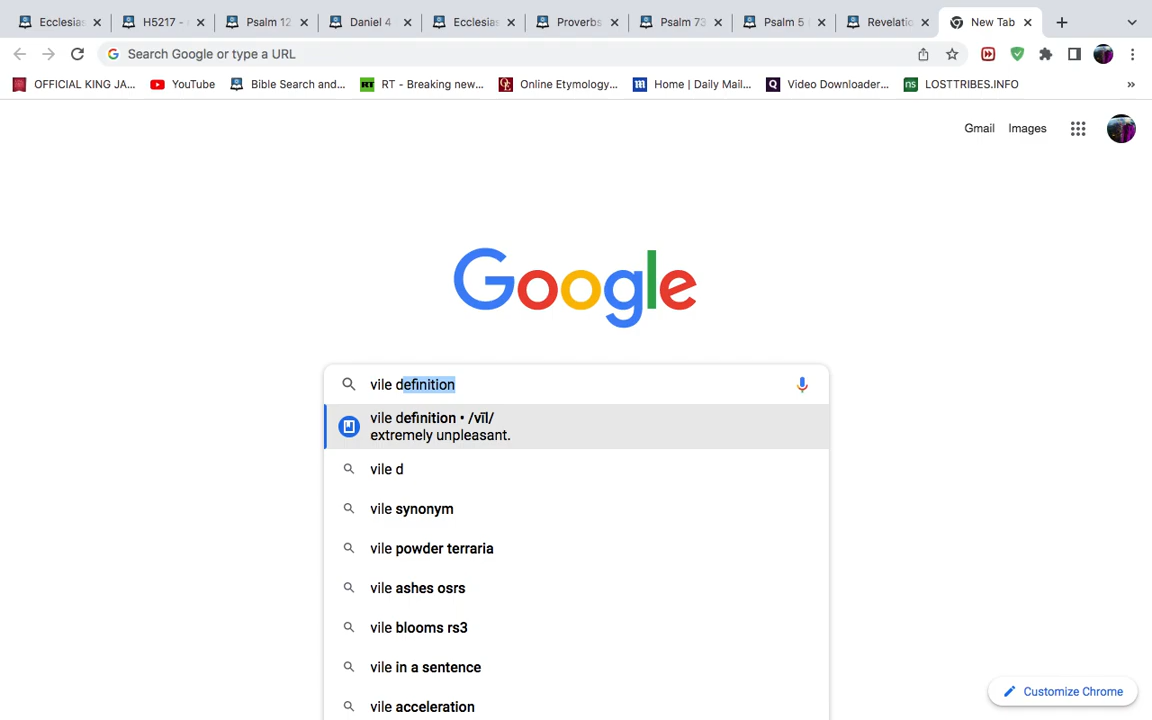 Ecclesias
H5217 -
Psalm 12
Daniel 4
Ecclesias
Proverbs
Psalm 73
Psalm 5
Revelatio
New Tab
Search Google or type a URL
OFFICIAL KING JA...
YouTube
Bible Search and...
RT - Breaking new...
Online Etymology...
Home | Daily Mail...
Video Downloader...
LOSTTRIBES.INFO
»
Gmail
Images
Google
vile definition
vile definition • /vīl/
extremely unpleasant.
vile d
vile synonym
vile powder terraria
vile ashes osrs
vile blooms rs3
vile in a sentence
vile acceleration
Customize Chrome